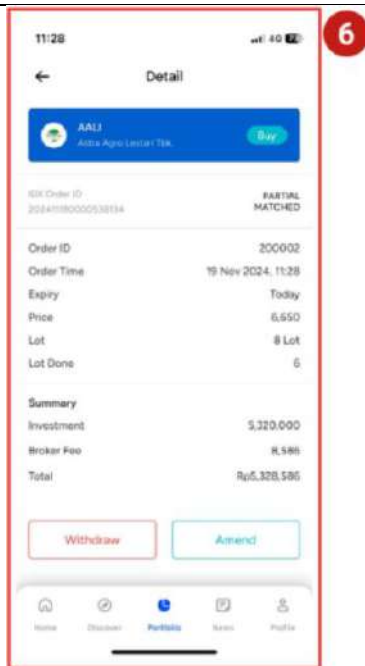 11:28
4G
6
Detail
AALI
Astra Agro Lestari Tbk.
Buy
IDX Order ID
PARTIAL
MATCHED
Order ID 200002
Order Time 19 Nov 2024, 11:28
Expiry Today
Price 6,650
Lot 8 Lot
Lot Done 6
Summary
Investment 5,320,000
Broker Fee 8,586
Total Rp5,328,586
Withdraw Amend
Home Discover Portfolio News Profile